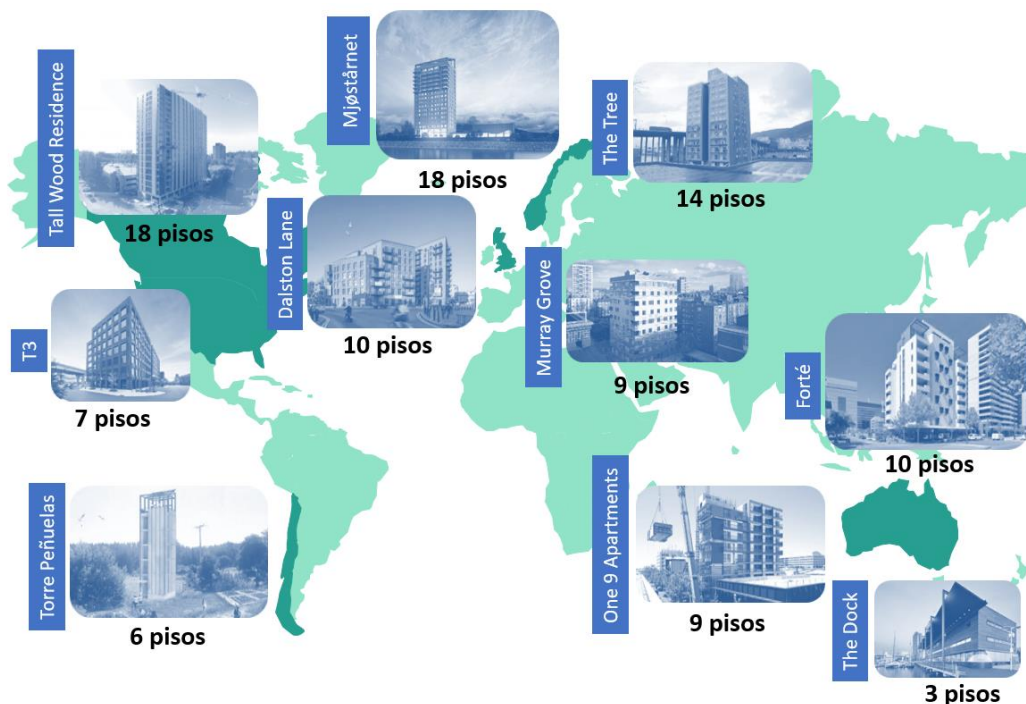 Tall Wood Residence
18 pisos
Mjøstårnet
18 pisos
The Tree
14 pisos
Dalston Lane
10 pisos
Murray Grove
9 pisos
T3
7 pisos
Forté
10 pisos
Torre Peñuelas
6 pisos
One 9 Apartments
9 pisos
The Dock
3 pisos